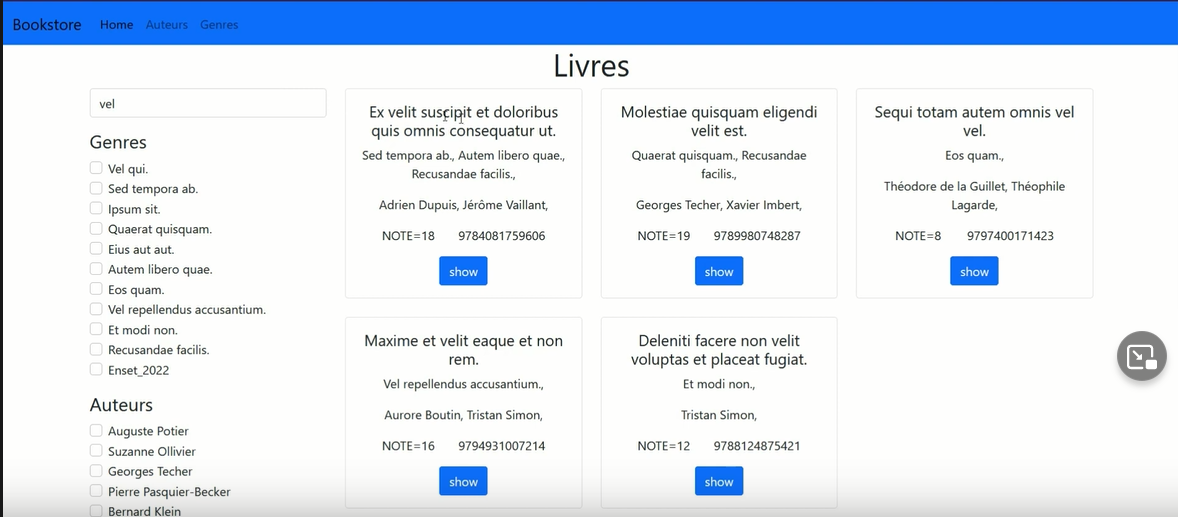 Bookstore Home Auteurs Genres
Livres
vel
Genres
Vel qui.
Sed tempora ab.
Ipsum sit.
Quaerat quisquam.
Eius aut aut.
Autem libero quae.
Eos quam.
Vel repellendus accusantium.
Et modi non.
Recusandae facilis.
Enset_2022
Auteurs
Auguste Potier
Suzanne Ollivier
Georges Techer
Pierre Pasquier-Becker
Bernard Klein
Ex velit suscipit et doloribus
quis omnis consequatur ut.
Sed tempora ab., Autem libero quae.,
Recusandae facilis.,
Adrien Dupuis, Jérôme Vaillant,
NOTE=18 9784081759606
show
Molestiae quisquam eligendi
velit est.
Quaerat quisquam., Recusandae
facilis.,
Georges Techer, Xavier Imbert,
NOTE=19 9789980748287
show
Sequi totam autem omnis vel
vel.
Eos quam.,
Théodore de la Guillet, Théophile
Lagarde,
NOTE=8 9797400171423
show
Maxime et velit eaque et non
rem.
Vel repellendus accusantium.,
Aurore Boutin, Tristan Simon,
NOTE=16 9794931007214
show
Deleniti facere non velit
voluptas et placeat fugiat.
Et modi non.,
Tristan Simon,
NOTE=12 9788124875421
show